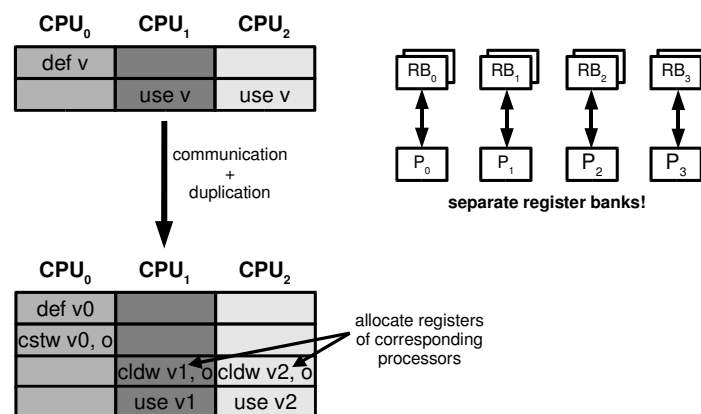 CPU0 CPU1 CPU2
def v
use v use v
communication
+
duplication
RB0 RB1 RB2 RB3
P0 P1 P2 P3
separate register banks!
CPU0 CPU1 CPU2
def v0
cstw v0, o
cldw v1, o cldw v2, o
use v1 use v2
allocate registers
of corresponding
processors